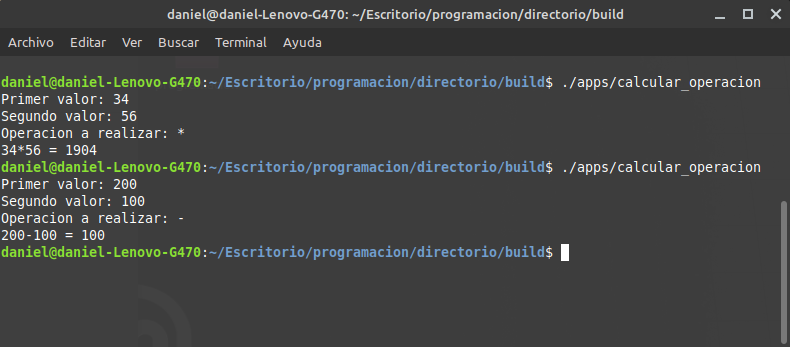 daniel@daniel-Lenovo-G470: ~/Escritorio/programacion/directorio/build
Archivo Editar Ver Buscar Terminal Ayuda
daniel@daniel-Lenovo-G470:~/Escritorio/programacion/directorio/build$ ./apps/calcular_operacion
Primer valor: 34
Segundo valor: 56
Operacion a realizar: *
34*56 = 1904
daniel@daniel-Lenovo-G470:~/Escritorio/programacion/directorio/build$ ./apps/calcular_operacion
Primer valor: 200
Segundo valor: 100
Operacion a realizar: -
200-100 = 100
daniel@daniel-Lenovo-G470:~/Escritorio/programacion/directorio/build$